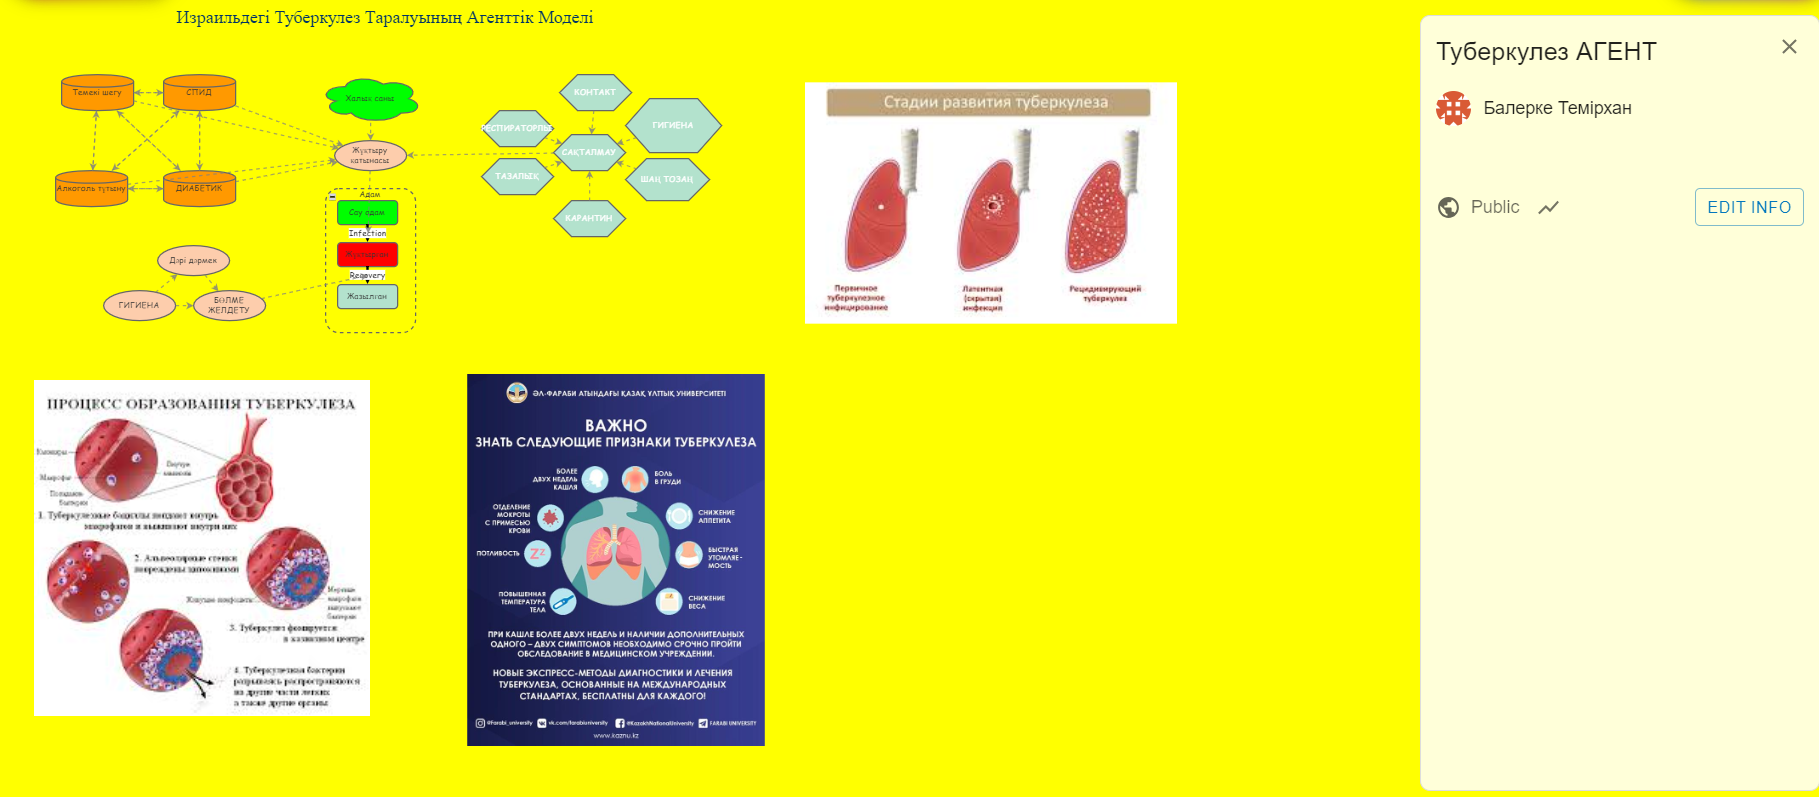 Израильдегі Туберкулез Таралуының Агенттік Моделі
Темекі шегу
СПИД
Алкоголь тұтыну
ДИАБЕТИК
Халық саны
Жұқтыру
қатынасы
Адам
Сау адам
Infection
Recovery
Жазылған
КОНТАКТ
РЕСПИРАТОРЛЫҚ
ГИГИЕНА
САҚТАЛМАУ
ТАЗАЛЫҚ
ШАҢ ТОЗАҢ
КАРАНТИН
Дәрі дәрмек
ГИГИЕНА
БӨЛМЕ
ЖЕЛДЕТУ
Стадии развития туберкулеза
Первичное
туберкулезное
инфицирование
Латентная
(скрытая)
инфекция
Рецидивирующий
туберкулез
ПРОЦЕСС ОБРАЗОВАНИЯ ТУБЕРКУЛЕЗА
Макрофаг
1. Туберкулезные бациллы попадают внутрь
макрофагов и выживают внутри них
2. Альвеолярные стенки
повреждены
3. Туберкулез формируется
в казеозном центре
4. Туберкулезная бактерия
разрываясь распространяются
на другие части легких
а также другие органы
ӘЛ-ФАРАБИ АТЫНДАҒЫ ҚАЗАҚ ҰЛТТЫҚ УНИВЕРСИТЕТІ
ВАЖНО
ЗНАТЬ СЛЕДУЮЩИЕ ПРИЗНАКИ ТУБЕРКУЛЕЗА
БОЛЕЕ
ДВУХ НЕДЕЛЬ
КАШЛЯ
БОЛЬ
В ГРУДИ
ОТДЕЛЕНИЕ
МОКРОТЫ
С ПРИМЕСЬЮ
КРОВИ
СНИЖЕНИЕ
АППЕТИТА
ПОТЛИВОСТЬ
ZZ
БЫСТРАЯ
УТОМЛЯЕ-
МОСТЬ
ПОВЫШЕННАЯ
ТЕМПЕРАТУРА
ТЕЛА
СНИЖЕНИЕ
ВЕСА
ПРИ КАШЛЕ БОЛЕЕ ДВУХ НЕДЕЛЬ И НАЛИЧИИ ДОПОЛНИТЕЛЬНЫХ
ОДНОГО – ДВУХ СИМПТОМОВ НЕОБХОДИМО СРОЧНО ПРОЙТИ
ОБСЛЕДОВАНИЕ В МЕДИЦИНСКОМ УЧРЕЖДЕНИИ.
НОВЫЕ ЭКСПРЕСС-МЕТОДЫ ДИАГНОСТИКИ И ЛЕЧЕНИЯ
ТУБЕРКУЛЕЗА, ОСНОВАННЫЕ НА МЕЖДУНАРОДНЫХ
СТАНДАРТАХ, БЕСПЛАТНЫ ДЛЯ КАЖДОГО!
@Farabi_university vk.com/farabiuniversity @KazakhNationalUniversity FARABI UNIVERSITY
www.kaznu.kz
Туберкулез АГЕНТ
Балерке Темірхан
Public
EDIT INFO